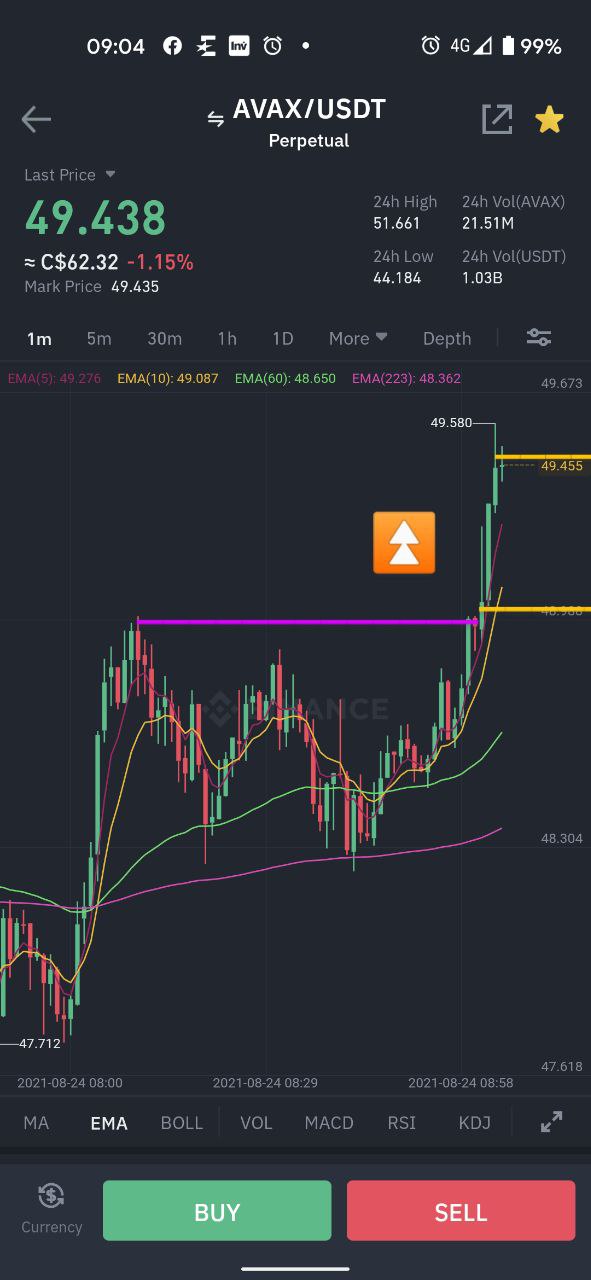 09:04 Inv 4G 99%
AVAX/USDT
Perpetual
Last Price
49.438
≈ C$62.32 -1.15%
Mark Price 49.435
24h High 24h Vol(AVAX)
51.661 21.51M
24h Low 24h Vol(USDT)
44.184 1.03B
1m 5m 30m 1h 1D More Depth
EMA(5): 49.276 EMA(10): 49.087 EMA(60): 48.650 EMA(223): 48.362
49.673
49.580
49.455
48.304
47.712
47.618
2021-08-24 08:00 2021-08-24 08:29 2021-08-24 08:58
MA EMA BOLL VOL MACD RSI KDJ
Currency BUY SELL